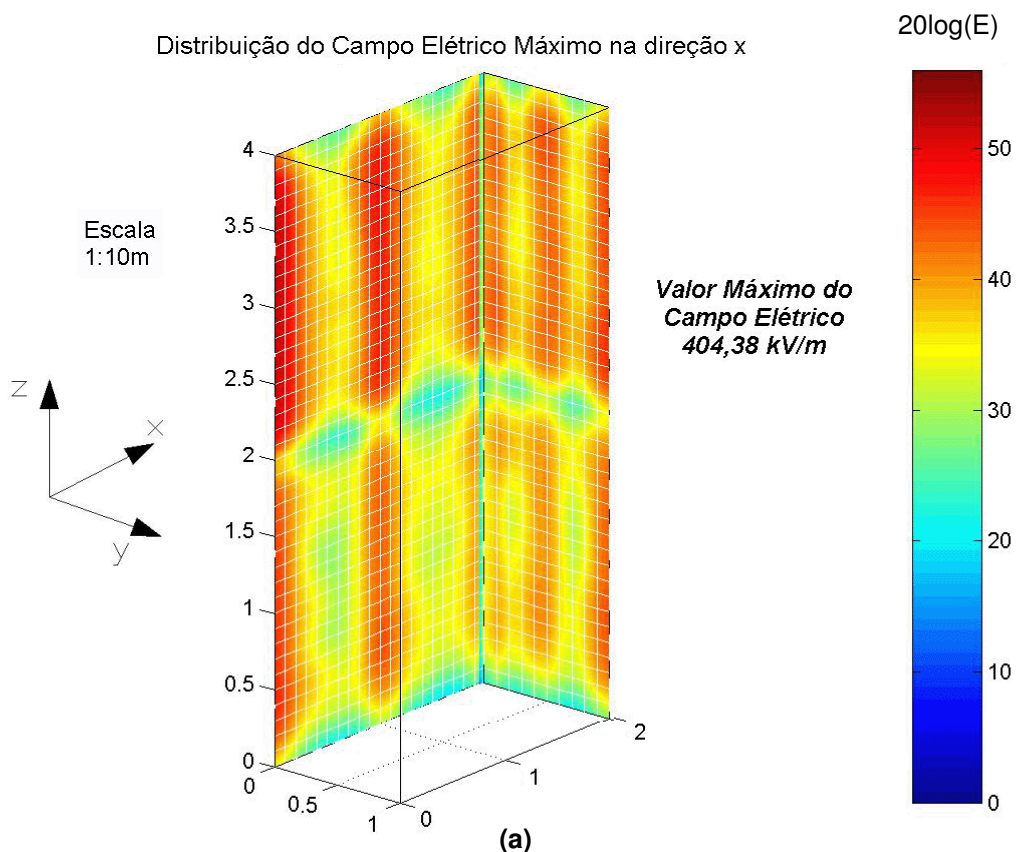 20log(E)
Distribuição do Campo Elétrico Máximo na direção x
4
3.5
3
2.5
2
1.5
1
0.5
0
Escala
1:10m
Valor Máximo do
Campo Elétrico
404,38 kV/m
z
x
y
0
0.5
1
0
1
2
50
40
30
20
10
0
(a)